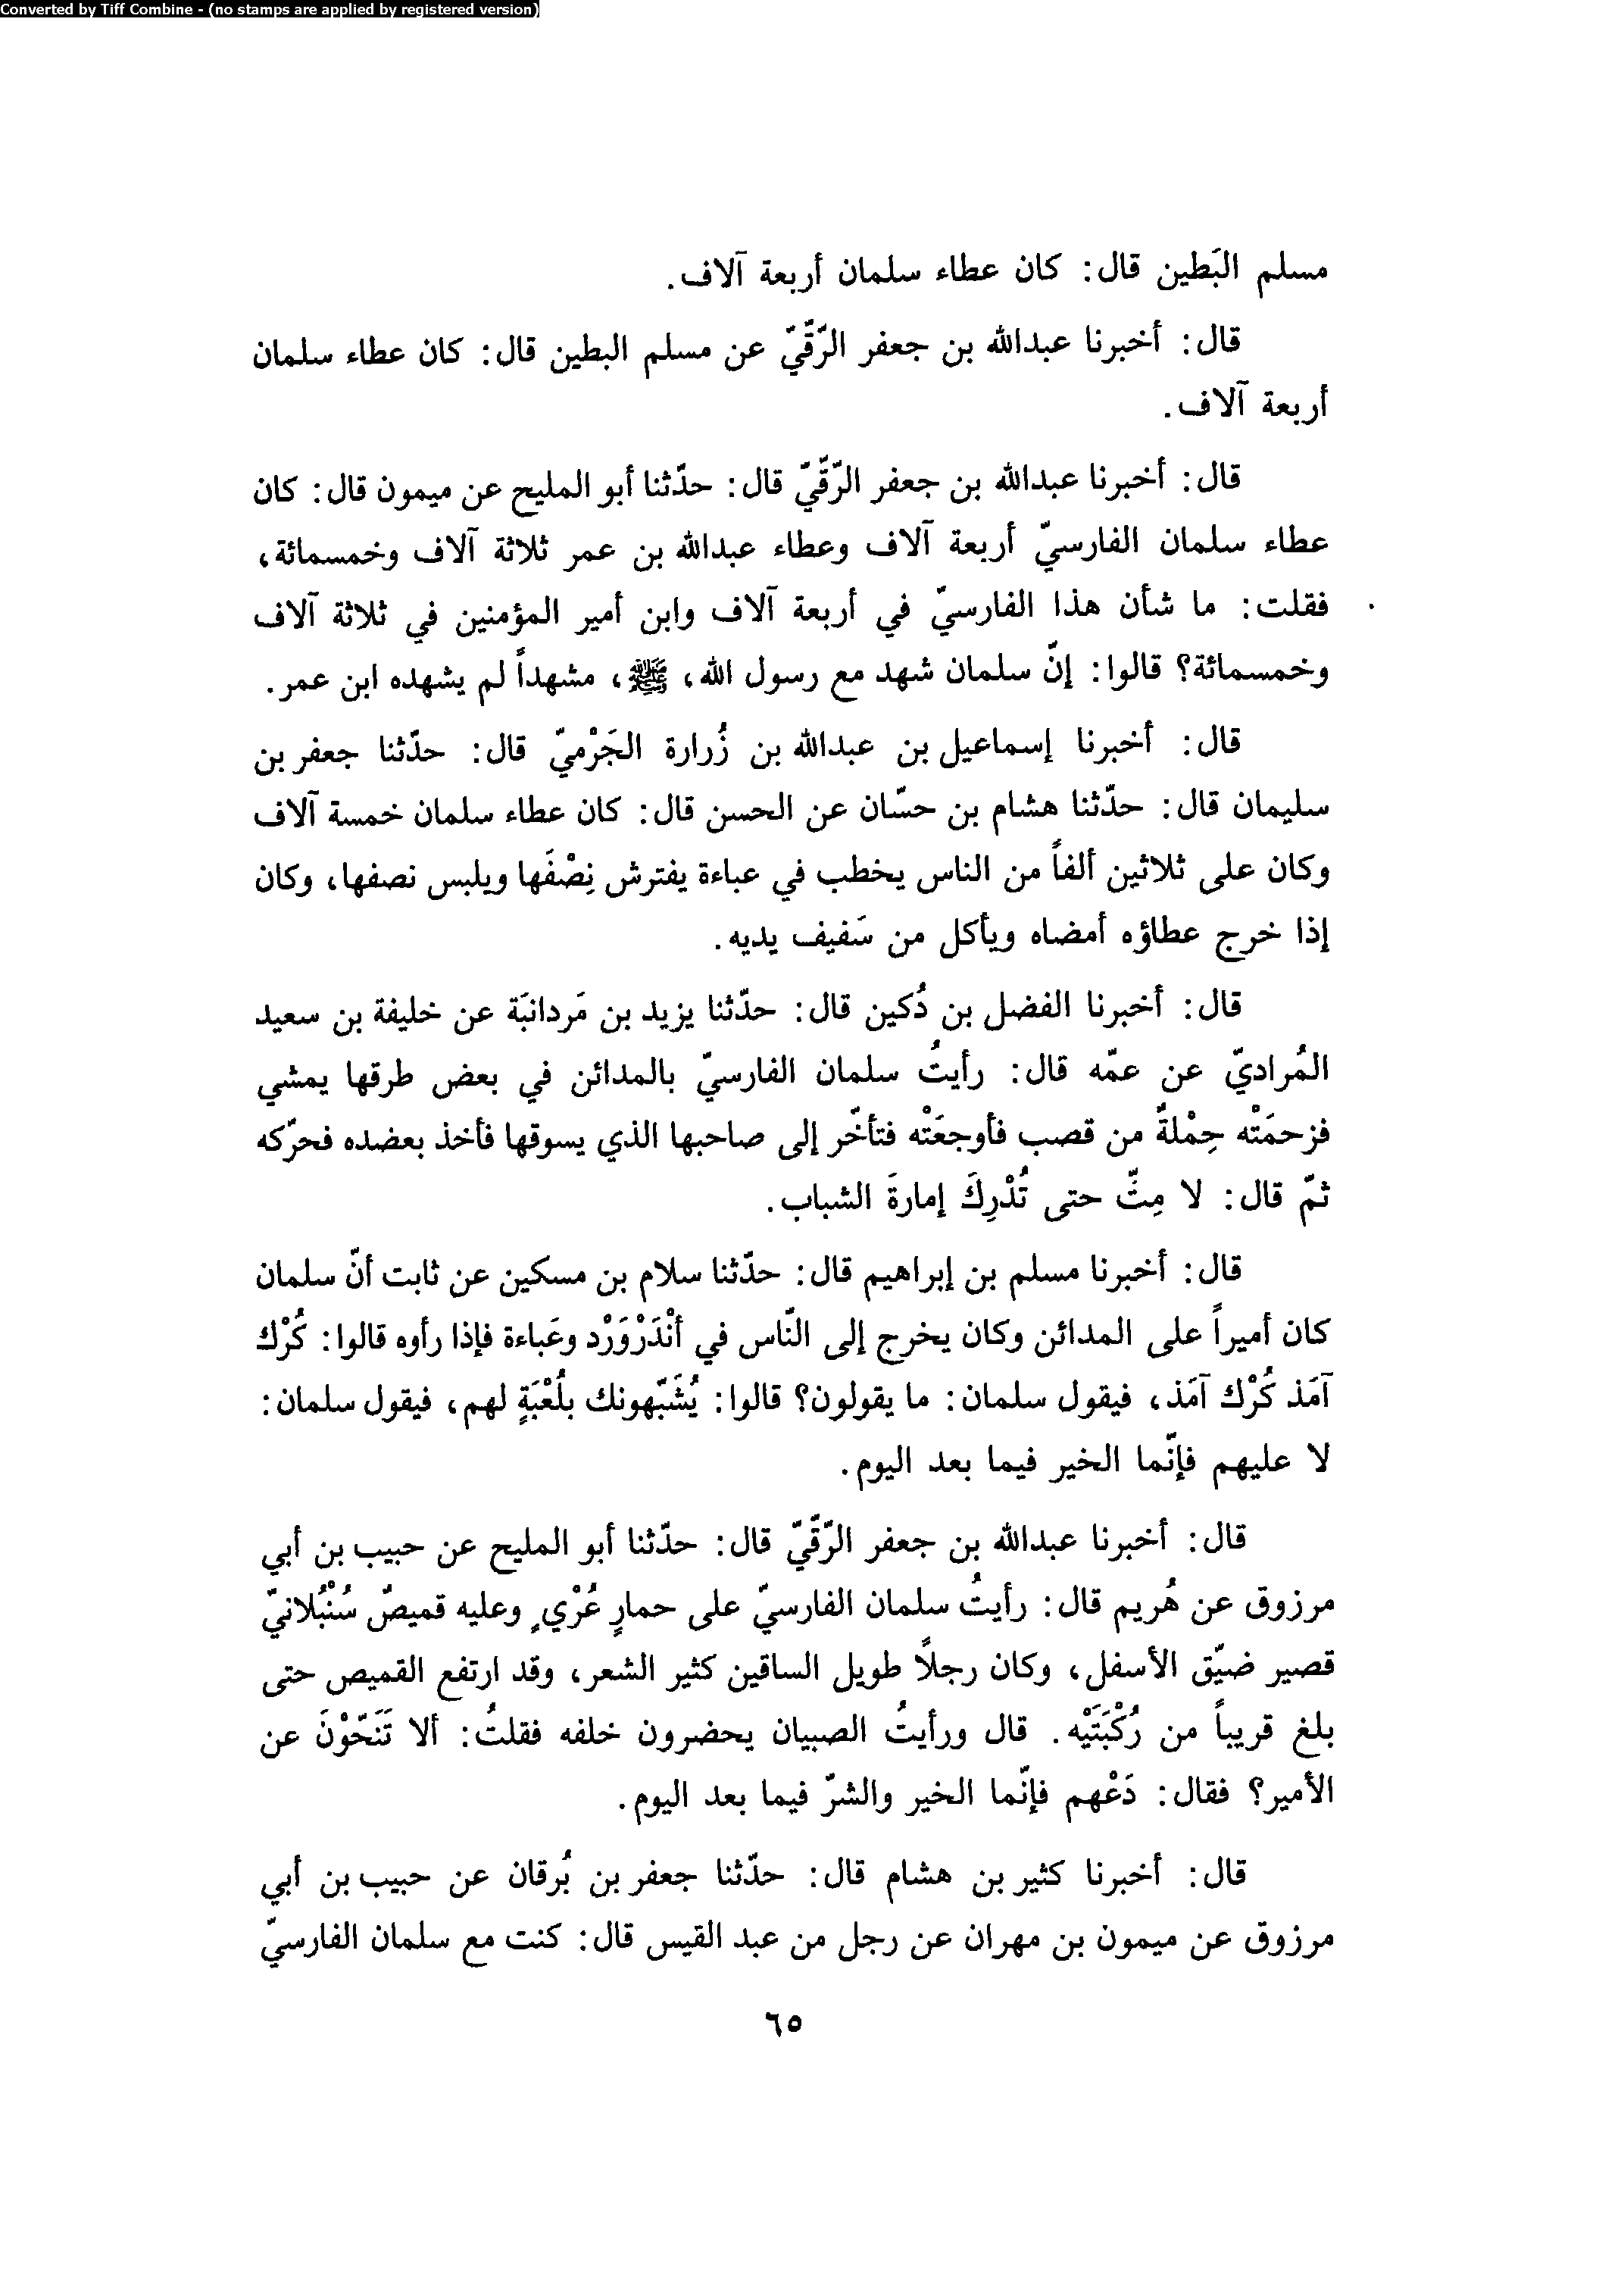 Converted by Tiff Combine - (no stamps are applied by registered version)
مسلم البَطين قال: كان عطاء سلمان أربعة آلاف.
قال: أخبرنا عبدالله بن جعفر الرّقّيّ عن مسلم البطين قال: كان عطاء سلمان
أربعة آلاف.
قال: أخبرنا عبدالله بن جعفر الرّقّيّ قال: حدّثنا أبو المليح عن ميمون قال: كان
عطاء سلمان الفارسيّ أربعة آلاف وعطاء عبدالله بن عمر ثلاثة آلاف وخمسمائة،
فقلت: ما شأن هذا الفارسيّ في أربعة آلاف وابن أمير المؤمنين في ثلاثة آلاف
وخمسمائة؟ قالوا: إنّ سلمان شهد مع رسول الله، ﷺ، مشهداً لم يشهده ابن عمر.
قال: أخبرنا إسماعيل بن عبدالله بن زُرارة الجَرْميّ قال: حدّثنا جعفر بن
سليمان قال: حدّثنا هشام بن حسّان عن الحسن قال: كان عطاء سلمان خمسة آلاف
وكان على ثلاثين ألفاً من الناس يخطب في عباءة يفترش نِصْفَها ويلبس نصفها، وكان
إذا خرج عطاؤه أمضاه ويأكل من سَفيف يديه.
قال: أخبرنا الفضل بن دُكين قال: حدّثنا يزيد بن مَردانبَة عن خليفة بن سعيد
المُراديّ عن عمّه قال: رأيتُ سلمان الفارسيّ بالمدائن في بعض طرقها يمشي
فزحمَتْه حِمْلةٌ من قصب فأوجعَتْه فتأخّر إلى صاحبها الذي يسوقها فأخذ بعضده فحرّكه
ثمّ قال: لا مِتّ حتى تُدْرِكَ إمارةَ الشباب.
قال: أخبرنا مسلم بن إبراهيم قال: حدّثنا سلام بن مسكين عن ثابت أنّ سلمان
كان أميراً على المدائن وكان يخرج إلى النّاس في أنْدَرْوَرْد وعَباءة فإذا رأوه قالوا: كُرْك
آمَذ كُرْك آمَذ، فيقول سلمان: ما يقولون؟ قالوا: يُشَبّهونك بلُعْبَةٍ لهم، فيقول سلمان:
لا عليهم فإنّما الخير فيما بعد اليوم.
قال: أخبرنا عبدالله بن جعفر الرّقّيّ قال: حدّثنا أبو المليح عن حبيب بن أبي
مرزوق عن هُريم قال: رأيتُ سلمان الفارسيّ على حمارٍ عُرْيٍ وعليه قميصٌ سُنْبُلانيّ
قصير ضيّق الأسفل، وكان رجلاً طويل الساقين كثير الشعر، وقد ارتفع القميص حتى
بلغ قريباً من رُكْبَتَيْه. قال ورأيتُ الصبيان يحضرون خلفه فقلتُ: ألا تَنَحّوْنَ عن
الأمير؟ فقال: دَعْهم فإنّما الخير والشرّ فيما بعد اليوم.
قال: أخبرنا كثير بن هشام قال: حدّثنا جعفر بن بُرقان عن حبيب بن أبي
مرزوق عن ميمون بن مهران عن رجل من عبد القيس قال: كنت مع سلمان الفارسيّ
٦٥